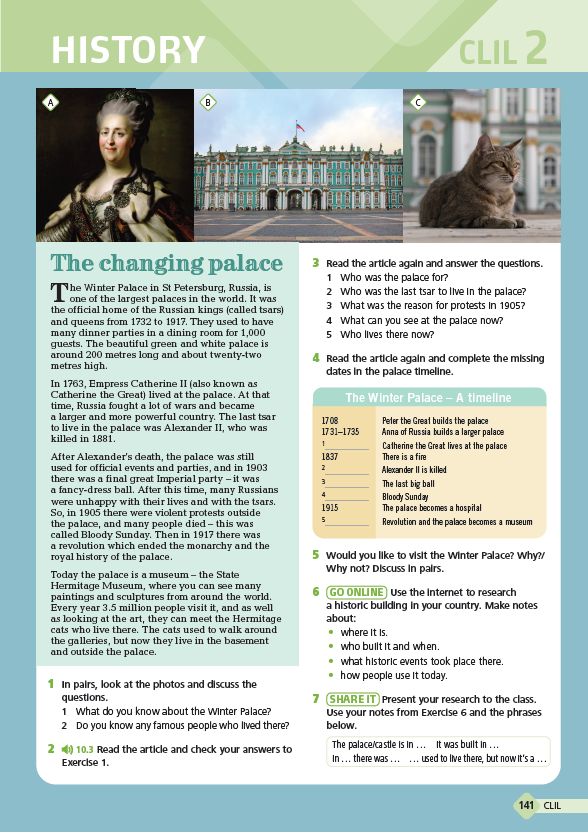 HISTORY
CLIL 2
A
B
C
The changing palace
The Winter Palace in St Petersburg, Russia, is
one of the largest palaces in the world. It was
the official home of the Russian kings (called tsars)
and queens from 1732 to 1917. They used to have
many dinner parties in a dining room for 1,000
guests. The beautiful green and white palace is
around 200 metres long and about twenty-two
metres high.
In 1763, Empress Catherine II (also known as
Catherine the Great) lived at the palace. At that
time, Russia fought a lot of wars and became
a larger and more powerful country. The last tsar
to live in the palace was Alexander II, who was
killed in 1881.
After Alexander's death, the palace was still
used for official events and parties, and in 1903
there was a final great Imperial party – it was
a fancy-dress ball. After this time, many Russians
were unhappy with their lives and with the tsars.
So, in 1905 there were violent protests outside
the palace, and many people died – this was
called Bloody Sunday. Then in 1917 there was
a revolution which ended the monarchy and the
royal history of the palace.
Today the palace is a museum – the State
Hermitage Museum, where you can see many
paintings and sculptures from around the world.
Every year 3.5 million people visit it, and as well
as looking at the art, they can meet the Hermitage
cats who live there. The cats used to walk around
the galleries, but now they live in the basement
and outside the palace.
1 In pairs, look at the photos and discuss the
questions.
1 What do you know about the Winter Palace?
2 Do you know any famous people who lived there?
2 10.3 Read the article and check your answers to
Exercise 1.
3 Read the article again and answer the questions.
1 Who was the palace for?
2 Who was the last tsar to live in the palace?
3 What was the reason for protests in 1905?
4 What can you see at the palace now?
5 Who lives there now?
4 Read the article again and complete the missing
dates in the palace timeline.
The Winter Palace – A timeline
1708 Peter the Great builds the palace
1731–1735 Anna of Russia builds a larger palace
1 ________ Catherine the Great lives at the palace
1837 There is a fire
2 ________ Alexander II is killed
3 ________ The last big ball
4 ________ Bloody Sunday
1915 The palace becomes a hospital
5 ________ Revolution and the palace becomes a museum
5 Would you like to visit the Winter Palace? Why?/
Why not? Discuss in pairs.
6 GO ONLINE Use the internet to research
a historic building in your country. Make notes
about:
• where it is.
• who built it and when.
• what historic events took place there.
• how people use it today.
7 SHARE IT Present your research to the class.
Use your notes from Exercise 6 and the phrases
below.
The palace/castle is in … It was built in …
In … there was … … used to live there, but now it's a …
141 CLIL